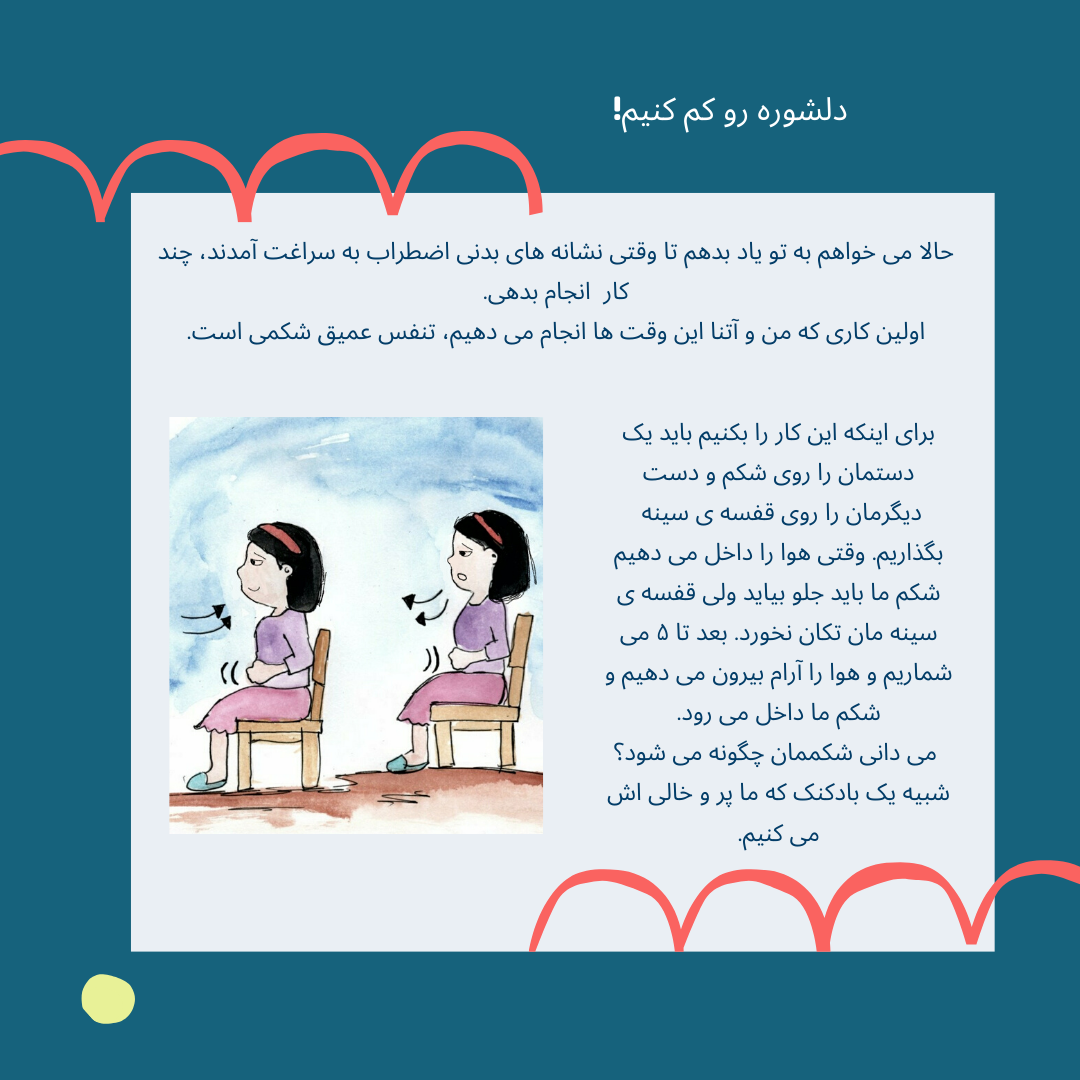 دلشوره رو کم کنیم!
حالا می خواهم به تو یاد بدهم تا وقتی نشانه های بدنی اضطراب به سراغت آمدند، چند
کار انجام بدهی.
اولین کاری که من و آتنا این وقت ها انجام می دهیم، تنفس عمیق شکمی است.
برای اینکه این کار را بکنیم باید یک
دستمان را روی شکم و دست
دیگرمان را روی قفسه ی سینه
بگذاریم. وقتی هوا را داخل می دهیم
شکم ما باید جلو بیاید ولی قفسه ی
سینه مان تکان نخورد. بعد تا ۵ می
شماریم و هوا را آرام بیرون می دهیم و
شکم ما داخل می رود.
می دانی شکممان چگونه می شود؟
شبیه یک بادکنک که ما پر و خالی اش
می کنیم.